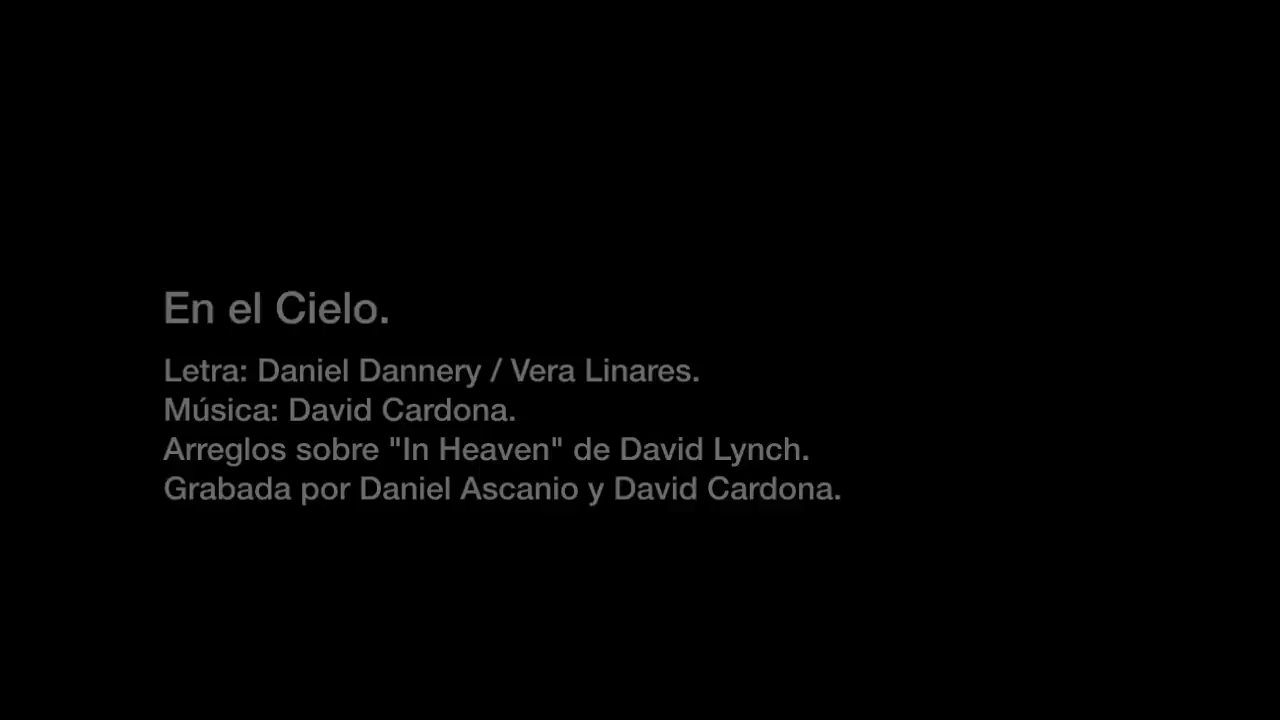 En el Cielo.
Letra: Daniel Dannery / Vera Linares.
Música: David Cardona.
Arreglos sobre "In Heaven" de David Lynch.
Grabada por Daniel Ascanio y David Cardona.